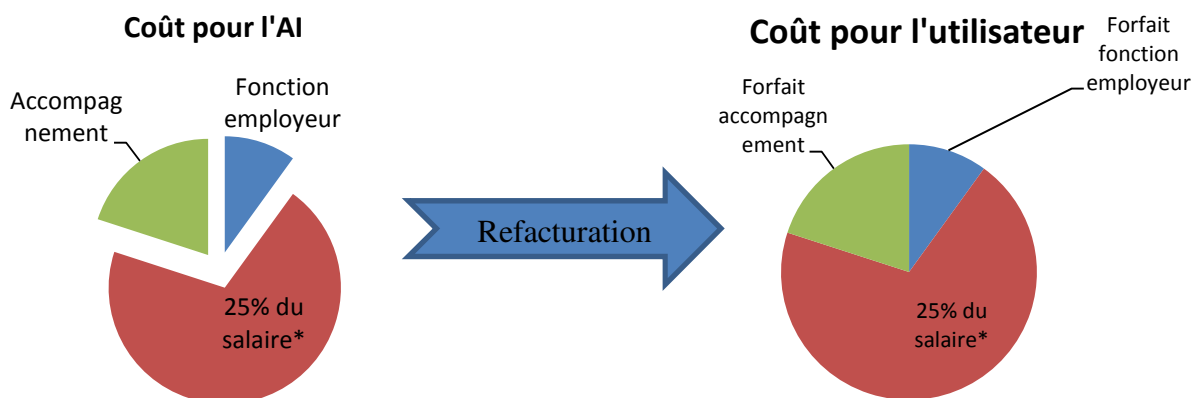 Coût pour l'AI
Accompag
nement
Fonction
employeur
25% du
salaire*
Refacturation
Coût pour l'utilisateur
Forfait
fonction
employeur
Forfait
accompagn
ement
25% du
salaire*